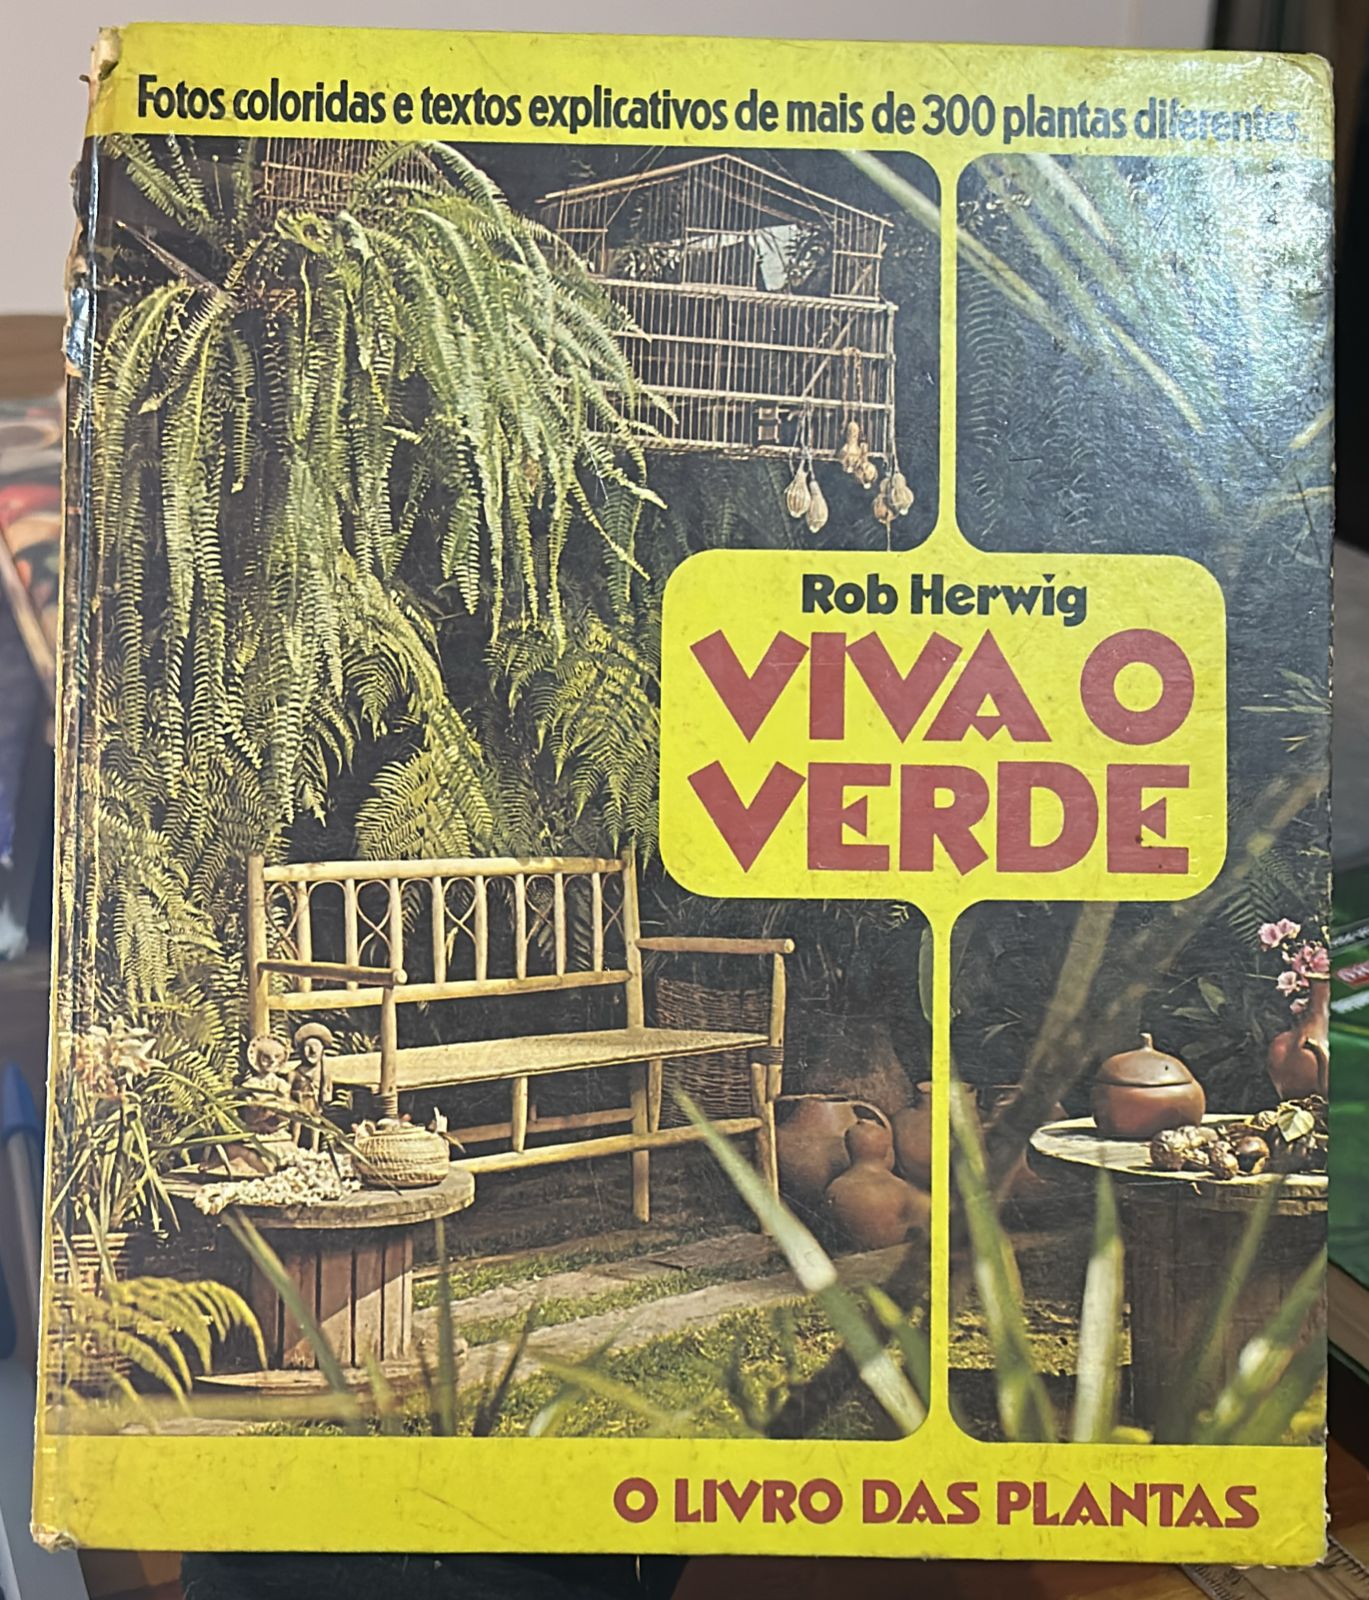 Fotos coloridas e textos explicativos de mais de 300 plantas diferentes.
Rob Herwig
VIVA O
VERDE
O LIVRO DAS PLANTAS